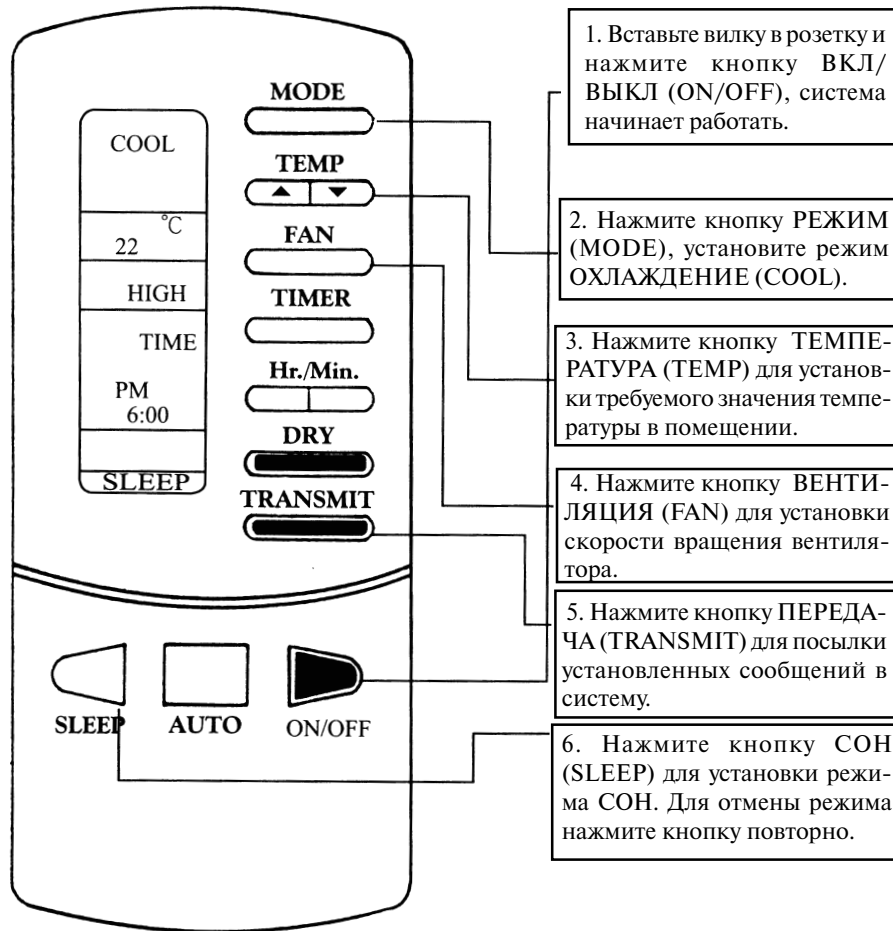 MODE
COOL
TEMP
°C
22
FAN
HIGH
TIMER
TIME
Hr./Min.
PM
6:00
DRY
SLEEP
TRANSMIT
SLEEP
AUTO
ON/OFF
1. Вставьте вилку в розетку и
нажмите кнопку ВКЛ/
ВЫКЛ (ON/OFF), система
начинает работать.
2. Нажмите кнопку РЕЖИМ
(MODE), установите режим
ОХЛАЖДЕНИЕ (COOL).
3. Нажмите кнопку ТЕМПЕ-
РАТУРА (TEMP) для установ-
ки требуемого значения темпе-
ратуры в помещении.
4. Нажмите кнопку ВЕНТИ-
ЛЯЦИЯ (FAN) для установки
скорости вращения вентиля-
тора.
5. Нажмите кнопку ПЕРЕДА-
ЧА (TRANSMIT) для посылки
установленных сообщений в
систему.
6. Нажмите кнопку СОН
(SLEEP) для установки режи-
ма СОН. Для отмены режима
нажмите кнопку повторно.